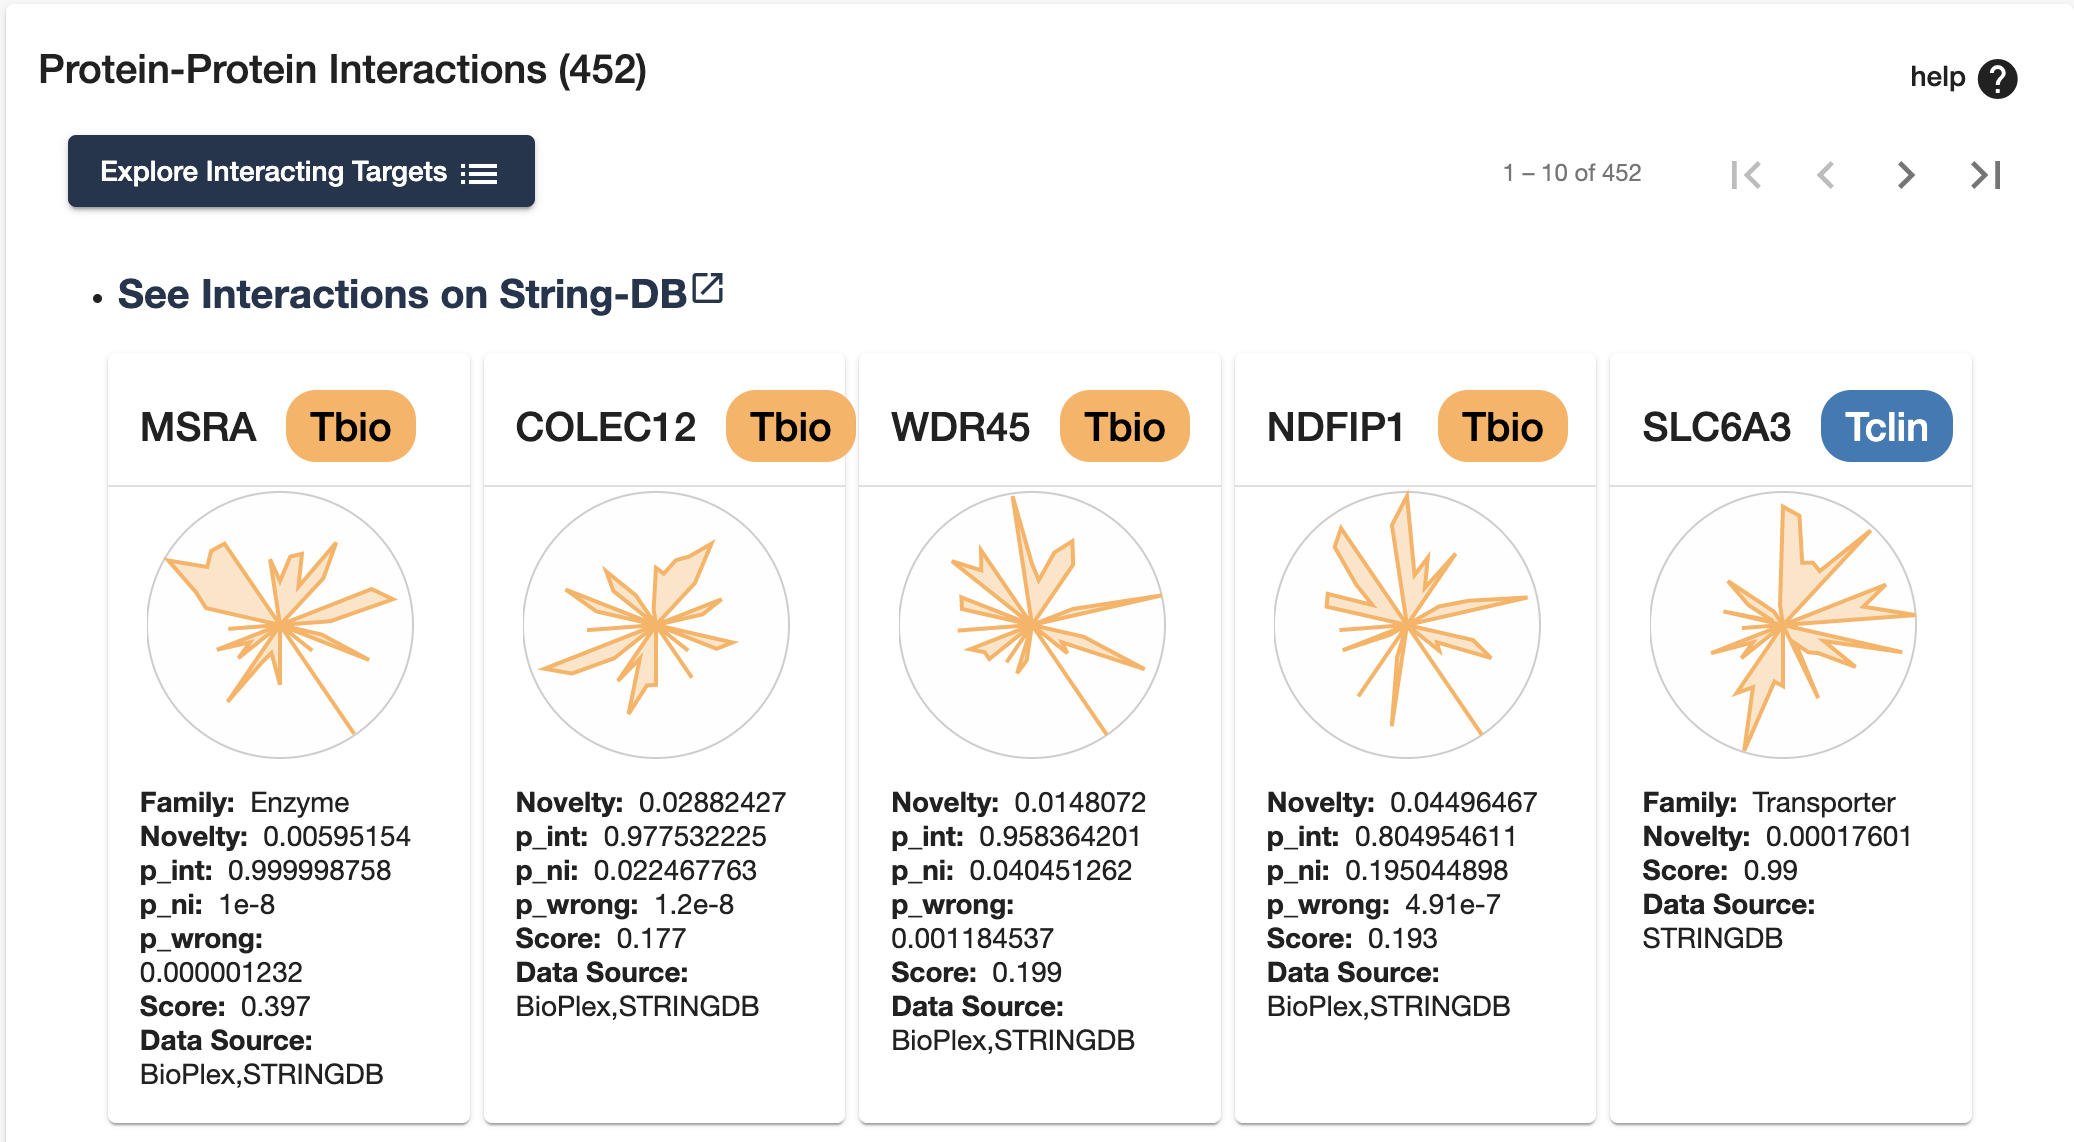 Protein-Protein Interactions (452)
help ?
Explore Interacting Targets
1 – 10 of 452
• See Interactions on String-DB
MSRA Tbio
Family: Enzyme
Novelty: 0.00595154
p_int: 0.999998758
p_ni: 1e-8
p_wrong:
0.000001232
Score: 0.397
Data Source:
BioPlex,STRINGDB
COLEC12 Tbio
Novelty: 0.02882427
p_int: 0.977532225
p_ni: 0.022467763
p_wrong: 1.2e-8
Score: 0.177
Data Source:
BioPlex,STRINGDB
WDR45 Tbio
Novelty: 0.0148072
p_int: 0.958364201
p_ni: 0.040451262
p_wrong:
0.001184537
Score: 0.199
Data Source:
BioPlex,STRINGDB
NDFIP1 Tbio
Novelty: 0.04496467
p_int: 0.804954611
p_ni: 0.195044898
p_wrong: 4.91e-7
Score: 0.193
Data Source:
BioPlex,STRINGDB
SLC6A3 Tclin
Family: Transporter
Novelty: 0.00017601
Score: 0.99
Data Source:
STRINGDB